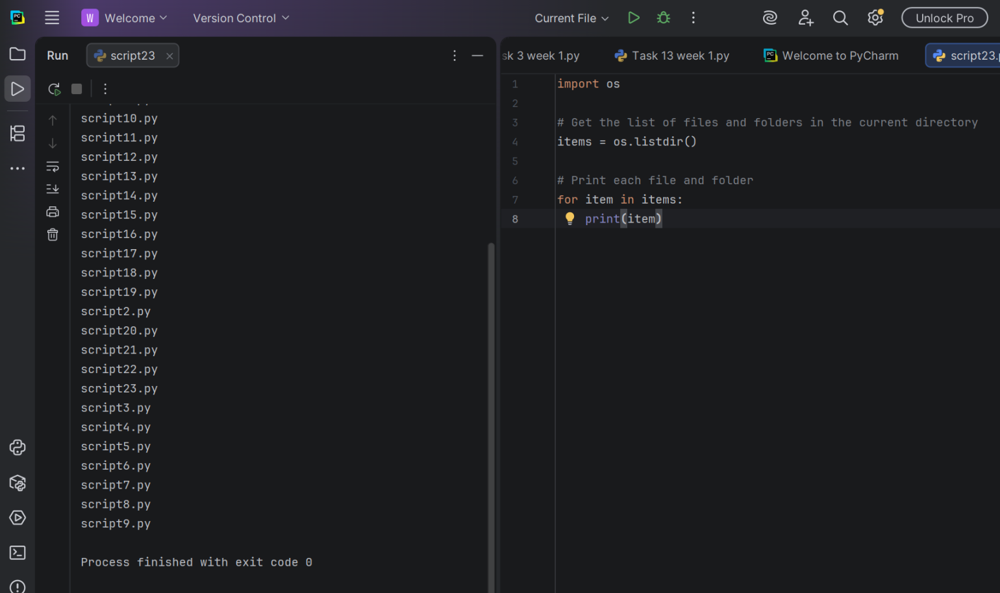 W Welcome Version Control Current File Unlock Pro
Run script23
sk 3 week 1.py Task 13 week 1.py Welcome to PyCharm script23.
script10.py
script11.py
script12.py
script13.py
script14.py
script15.py
script16.py
script17.py
script18.py
script19.py
script2.py
script20.py
script21.py
script22.py
script23.py
script3.py
script4.py
script5.py
script6.py
script7.py
script8.py
script9.py
Process finished with exit code 0
1 import os
2
3 # Get the list of files and folders in the current directory
4 items = os.listdir()
5
6 # Print each file and folder
7 for item in items:
8 print(item)